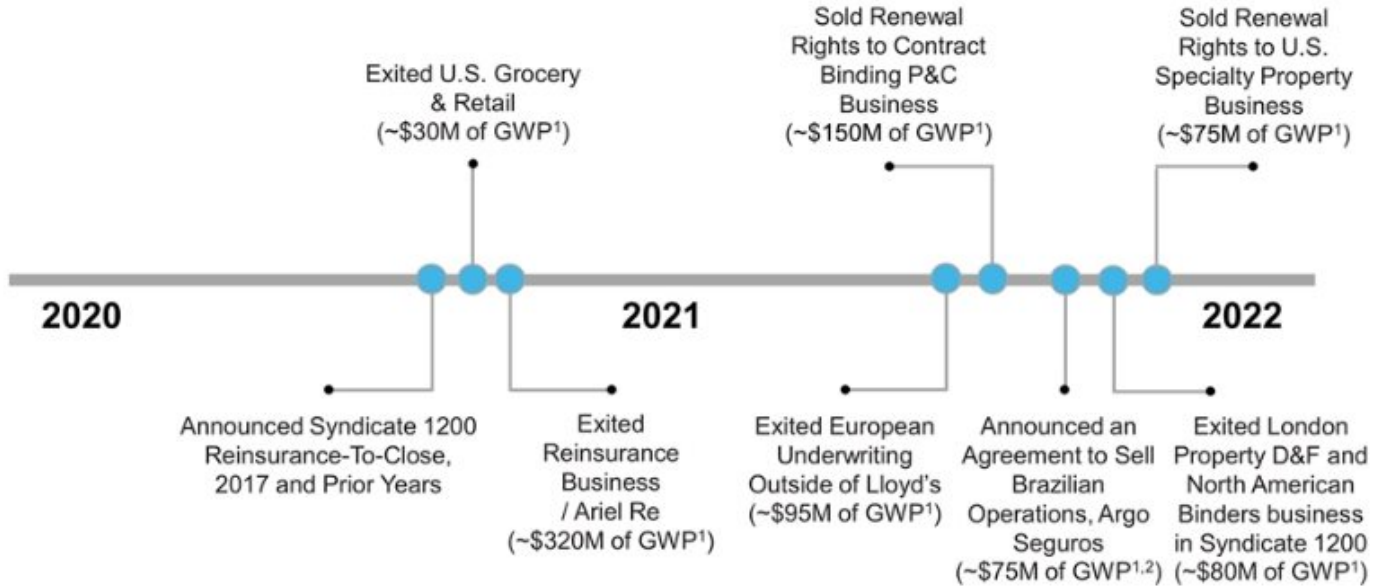 Exited U.S. Grocery
& Retail
(~$30M of GWP¹)
Sold Renewal
Rights to Contract
Binding P&C
Business
(~$150M of GWP¹)
Sold Renewal
Rights to U.S.
Specialty Property
Business
(~$75M of GWP¹)
2020
2021
2022
Announced Syndicate 1200
Reinsurance-To-Close,
2017 and Prior Years
Exited
Reinsurance
Business
/ Ariel Re
(~$320M of GWP¹)
Exited European
Underwriting
Outside of Lloyd's
(~$95M of GWP¹)
Announced an
Agreement to Sell
Brazilian
Operations, Argo
Seguros
(~$75M of GWP¹,²)
Exited London
Property D&F and
North American
Binders business
in Syndicate 1200
(~$80M of GWP¹)